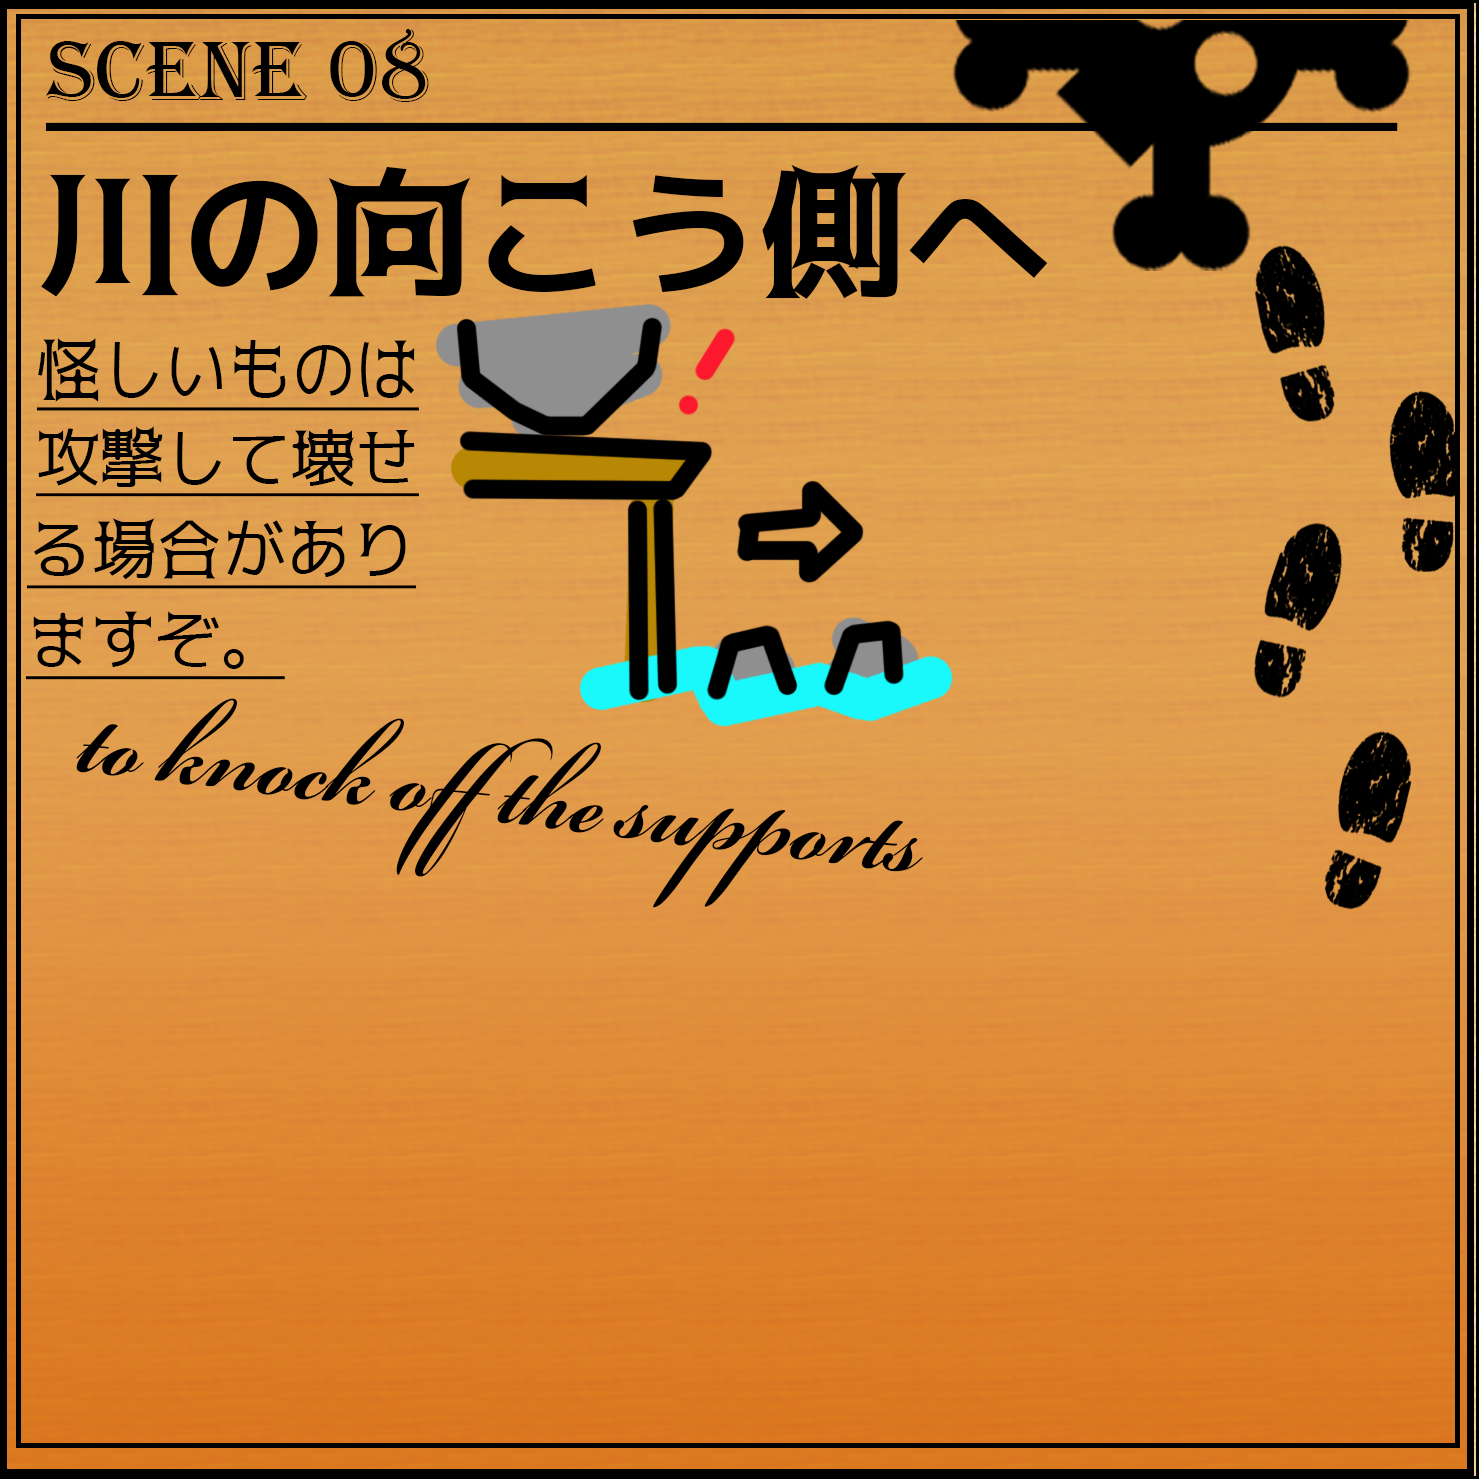 SCENE 08
川の向こう側へ
怪しいものは
攻撃して壊せ
る場合があり
ますぞ。
to knock off the supports